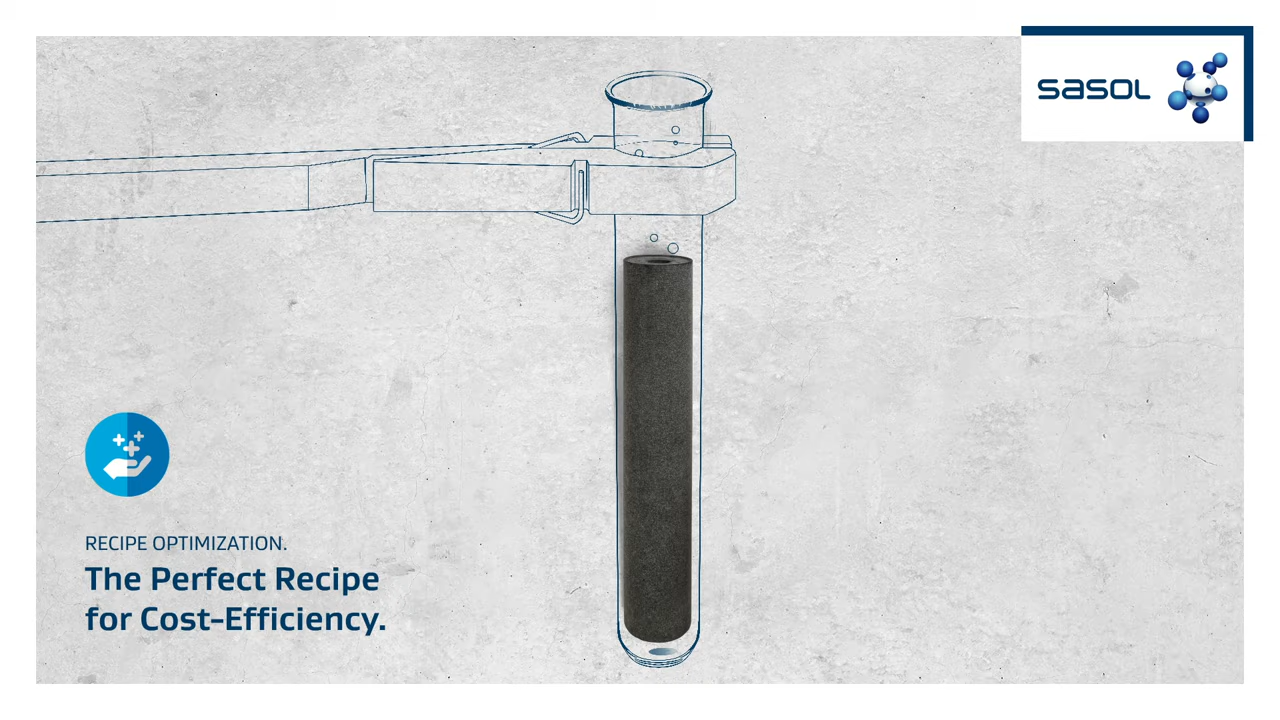 sasol
RECIPE OPTIMIZATION.
The Perfect Recipe
for Cost-Efficiency.